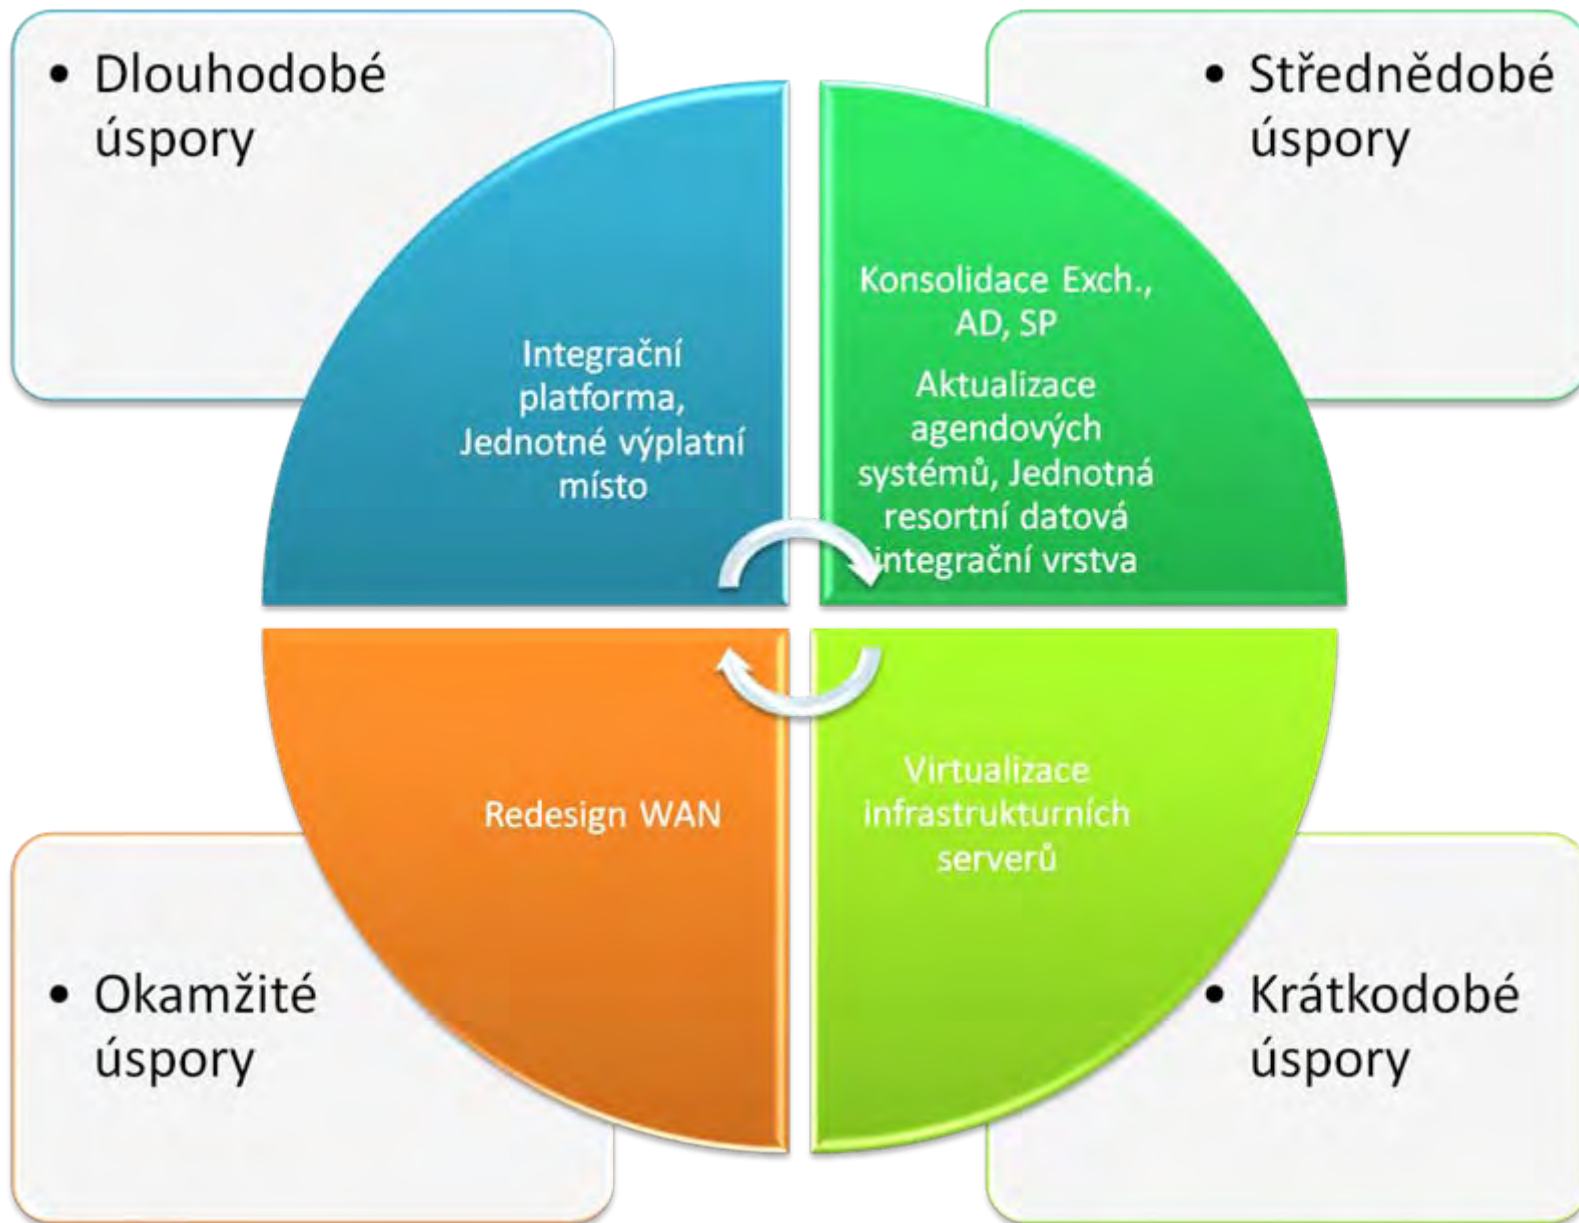 • Dlouhodobé
úspory
• Střednědobé
úspory
Integrační
platforma,
Jednotné výplatní
místo
Konsolidace Exch.,
AD, SP
Aktualizace
agendových
systémů, Jednotná
resortní datová
integrační vrstva
Redesign WAN
Virtualizace
infrastrukturních
serverů
• Okamžité
úspory
• Krátkodobé
úspory